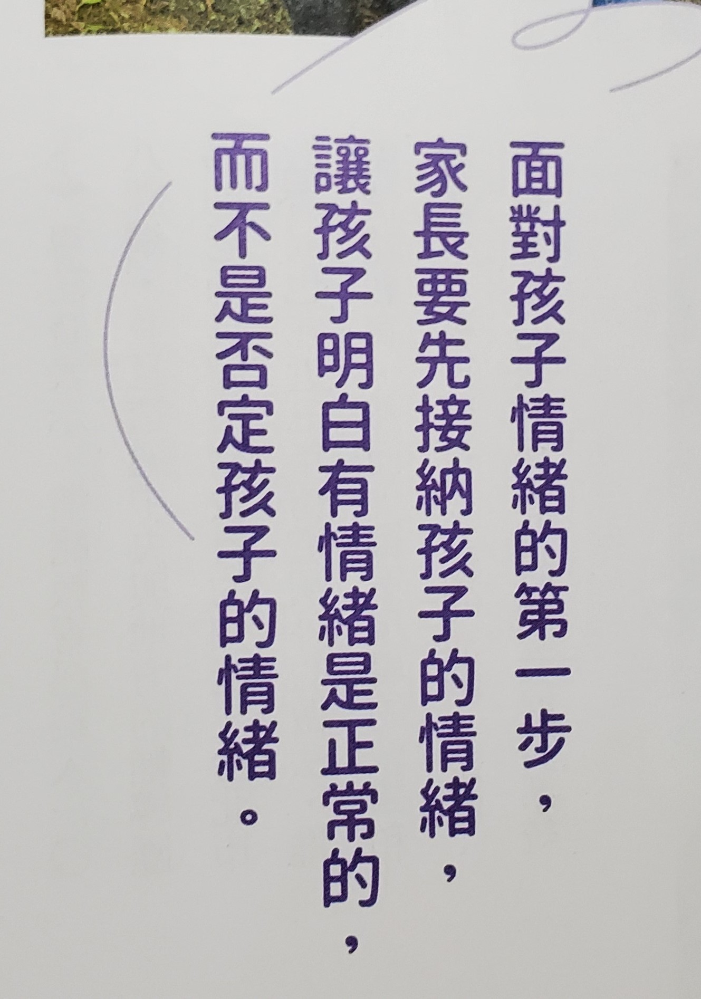 面對孩子情緒的第一步，
家長要先接納孩子的情緒，
讓孩子明白有情緒是正常的，
而不是否定孩子的情緒。